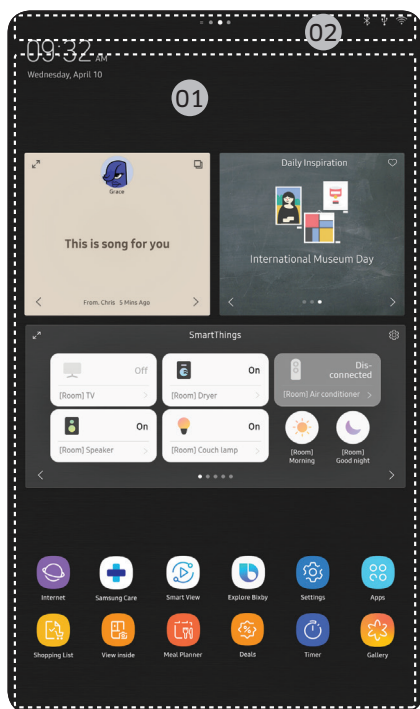 02
09:32 AM
Wednesday, April 10
01
Grace
This is song for you
From. Chris 5 Mins Ago
Daily Inspiration
International Museum Day
SmartThings
Off
[Room] TV
On
[Room] Dryer
Dis-
connected
[Room] Air conditioner
On
[Room] Speaker
On
[Room] Couch lamp
[Room]
Morning
[Room]
Good night
Internet
Samsung Care
Smart View
Explore Bixby
Settings
Apps
Shopping List
View inside
Meal Planner
Deals
Timer
Gallery